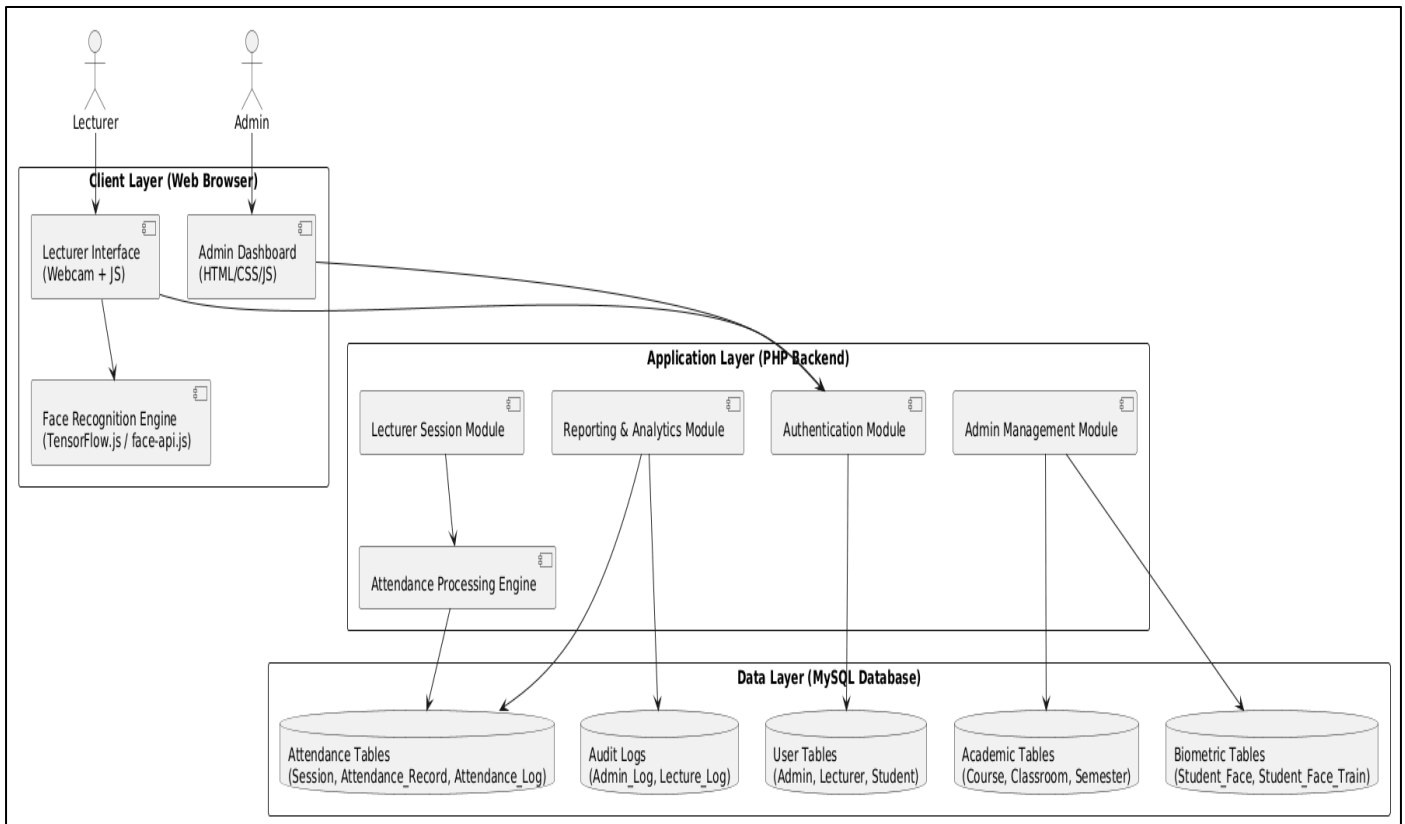 Lecturer
Admin
Client Layer (Web Browser)
Lecturer Interface
(Webcam + JS)
Admin Dashboard
(HTML/CSS/JS)
Face Recognition Engine
(TensorFlow.js / face-api.js)
Application Layer (PHP Backend)
Lecturer Session Module
Reporting & Analytics Module
Authentication Module
Admin Management Module
Attendance Processing Engine
Data Layer (MySQL Database)
Attendance Tables
(Session, Attendance_Record, Attendance_Log)
Audit Logs
(Admin_Log, Lecture_Log)
User Tables
(Admin, Lecturer, Student)
Academic Tables
(Course, Classroom, Semester)
Biometric Tables
(Student_Face, Student_Face_Train)